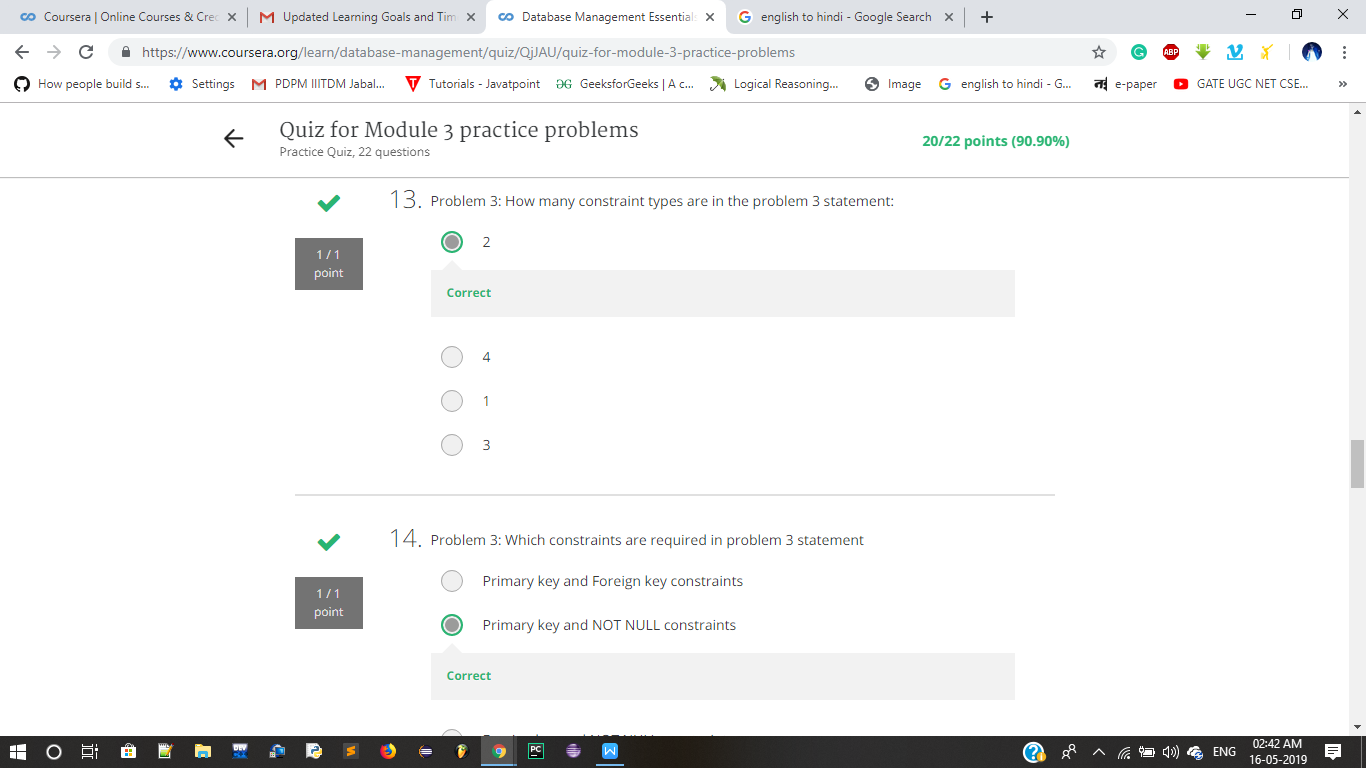 Coursera | Online Courses & Cred
Updated Learning Goals and Tim
Database Management Essentials
english to hindi - Google Search
https://www.coursera.org/learn/database-management/quiz/QjJAU/quiz-for-module-3-practice-problems
ABP
How people build s...
Settings
PDPM IIITDM Jabal...
Tutorials - Javatpoint
GeeksforGeeks | A c...
Logical Reasoning...
Image
english to hindi - G...
e-paper
GATE UGC NET CSE...
»
Quiz for Module 3 practice problems
Practice Quiz, 22 questions
20/22 points (90.90%)
13. Problem 3: How many constraint types are in the problem 3 statement:
1 / 1
point
2
Correct
4
1
3
14. Problem 3: Which constraints are required in problem 3 statement
1 / 1
point
Primary key and Foreign key constraints
Primary key and NOT NULL constraints
Correct
ENG
02:42 AM
16-05-2019